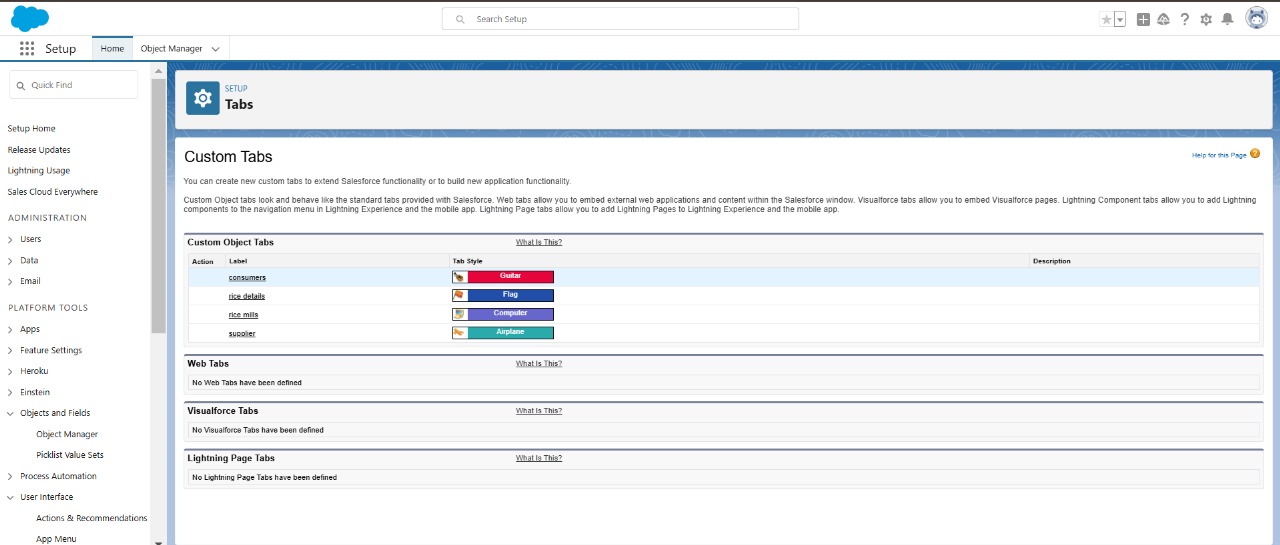 Search Setup
Setup
Home
Object Manager
Quick Find
Setup Home
Release Updates
Lightning Usage
Sales Cloud Everywhere
ADMINISTRATION
Users
Data
Email
PLATFORM TOOLS
Apps
Feature Settings
Heroku
Einstein
Objects and Fields
Object Manager
Picklist Value Sets
Process Automation
User Interface
Actions & Recommendations
App Menu
SETUP
Tabs
Custom Tabs
Help for this Page
You can create new custom tabs to extend Salesforce functionality or to build new application functionality.
Custom Object tabs look and behave like the standard tabs provided with Salesforce. Web tabs allow you to embed external web applications and content within the Salesforce window. Visualforce tabs allow you to embed Visualforce pages. Lightning Component tabs allow you to add Lightning
components to the navigation menu in Lightning Experience and the mobile app. Lightning Page tabs allow you to add Lightning Pages to Lightning Experience and the mobile app.
Custom Object Tabs What Is This?
Action Label Tab Style Description
consumers Guitar
rice details Flag
rice mills Computer
supplier Airplane
Web Tabs What Is This?
No Web Tabs have been defined
Visualforce Tabs What Is This?
No Visualforce Tabs have been defined
Lightning Page Tabs What Is This?
No Lightning Page Tabs have been defined